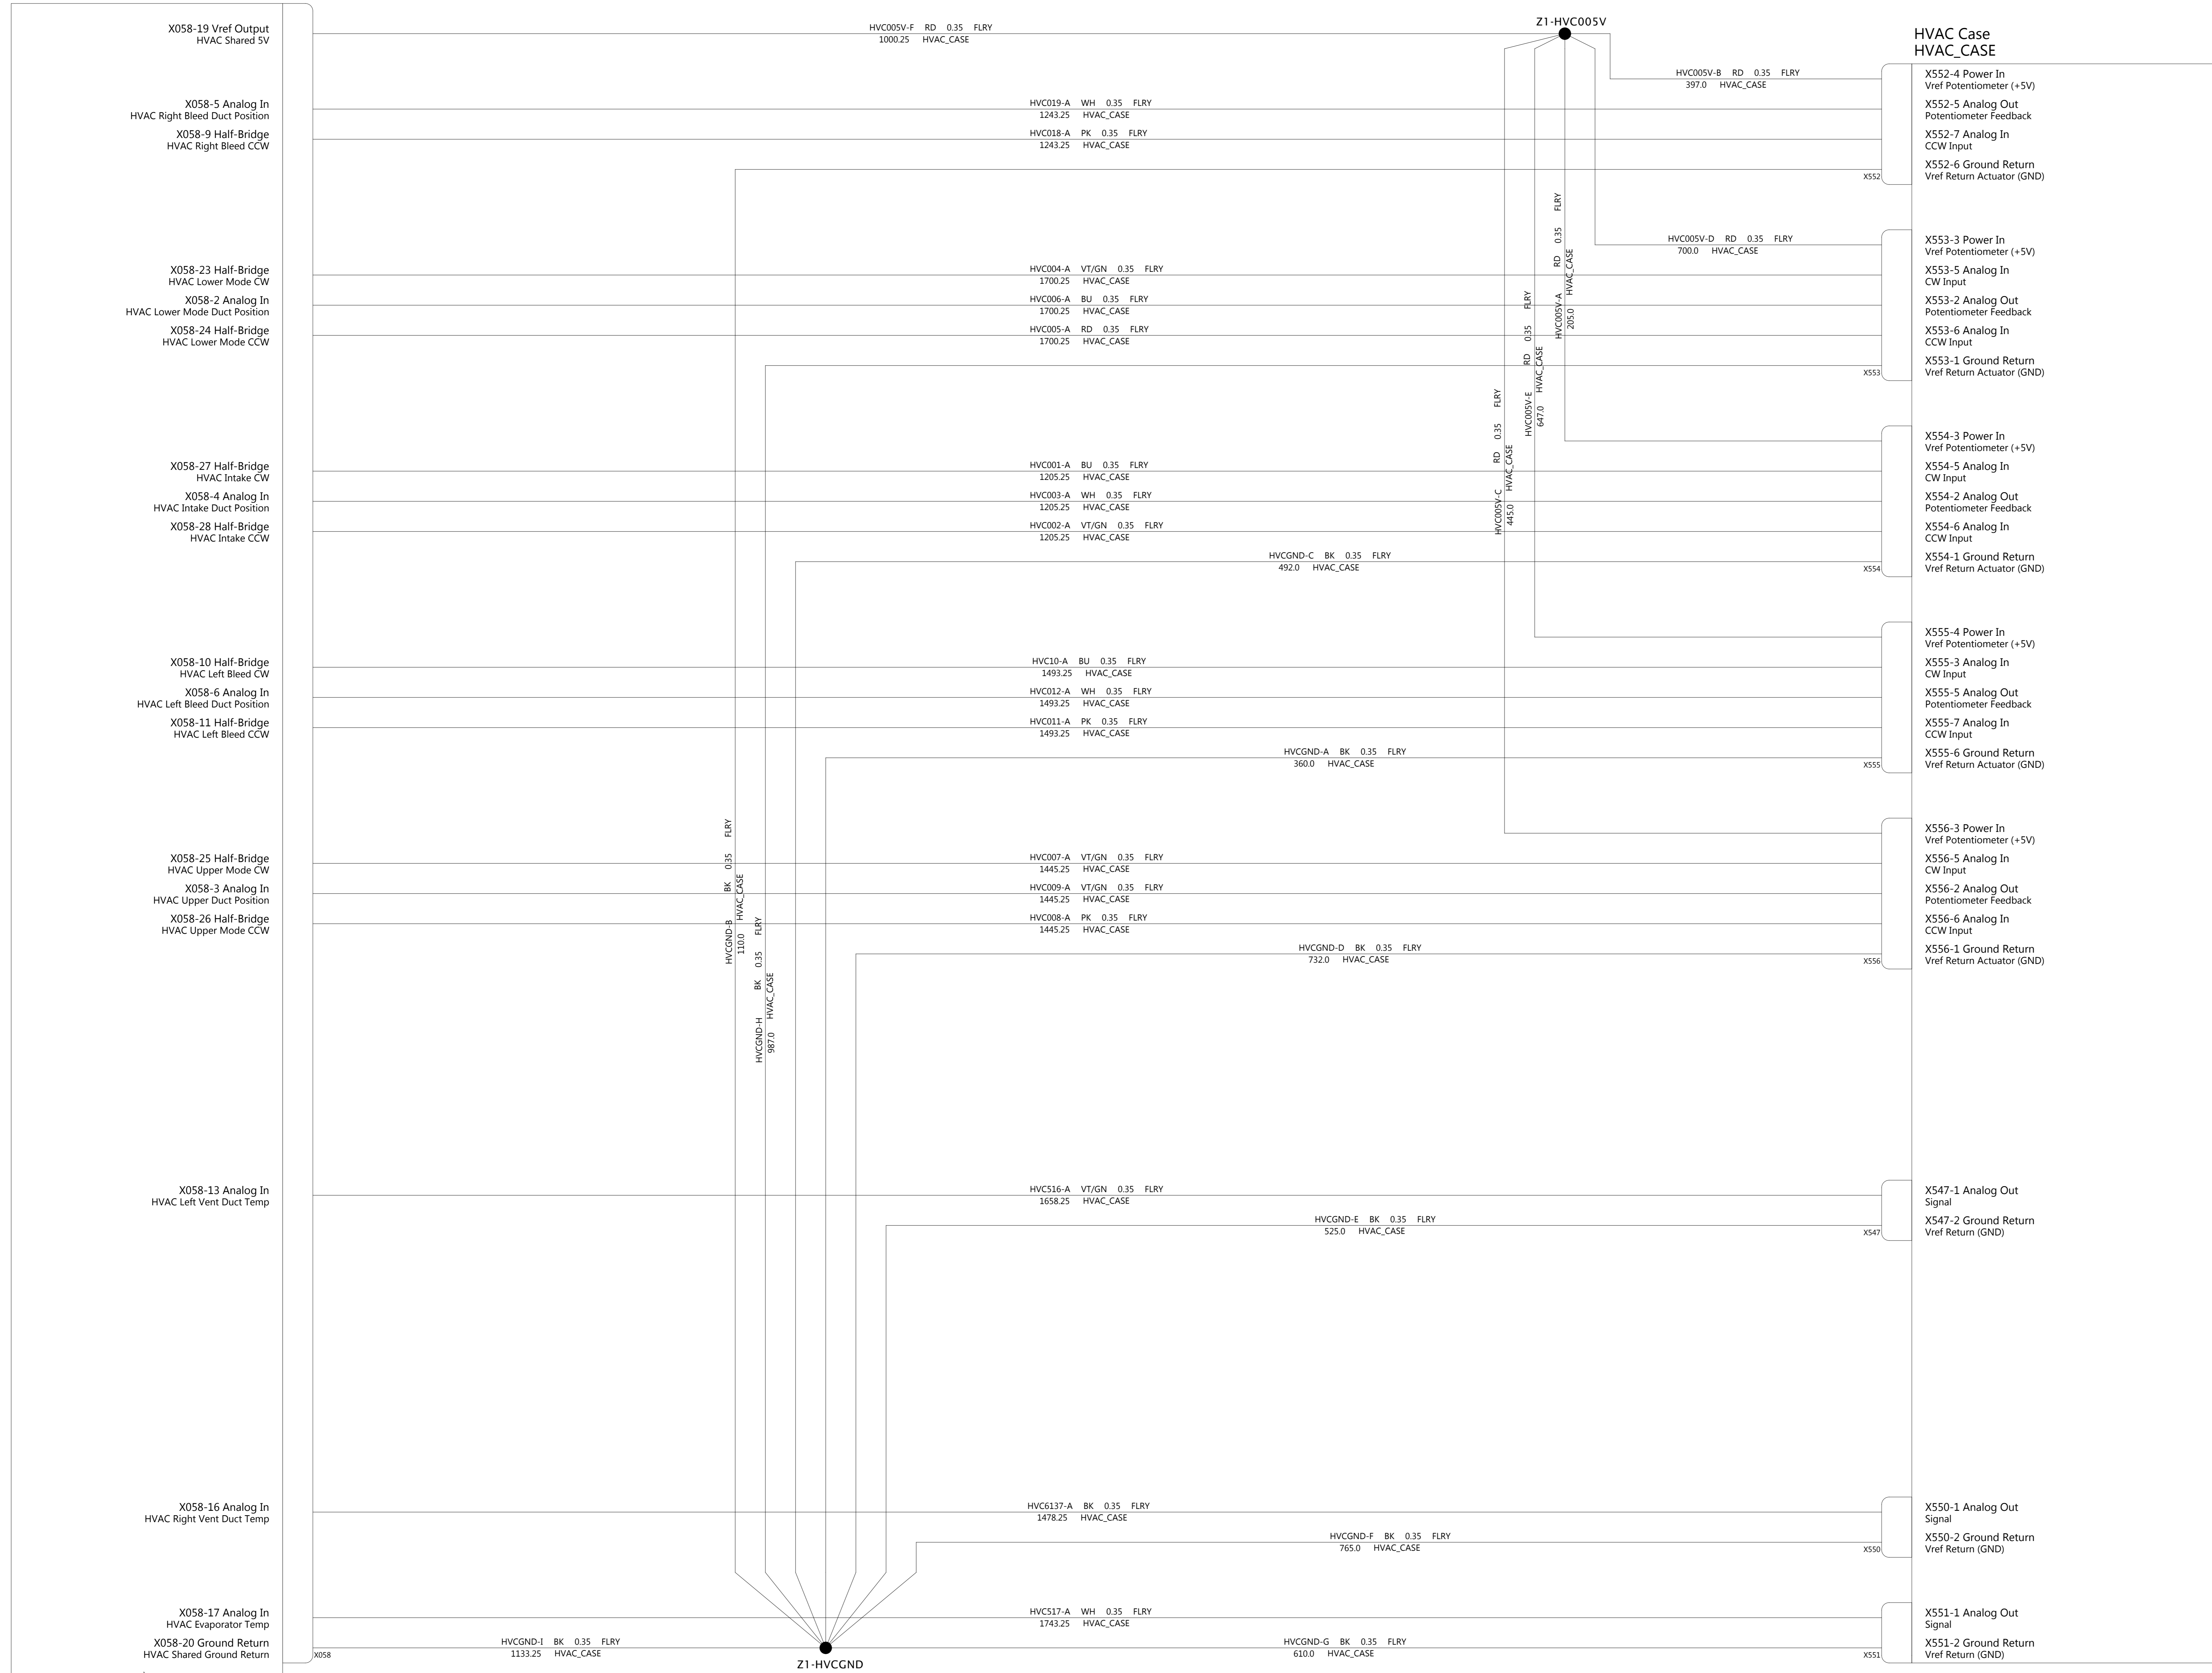 X058-19 Vref Output
HVAC Shared 5V
X058-5 Analog In
HVAC Right Bleed Duct Position
X058-9 Half-Bridge
HVAC Right Bleed CCW
X058-23 Half-Bridge
HVAC Lower Mode CW
X058-2 Analog In
HVAC Lower Mode Duct Position
X058-24 Half-Bridge
HVAC Lower Mode CCW
X058-27 Half-Bridge
HVAC Intake CW
X058-4 Analog In
HVAC Intake Duct Position
X058-28 Half-Bridge
HVAC Intake CCW
X058-10 Half-Bridge
HVAC Left Bleed CW
X058-6 Analog In
HVAC Left Bleed Duct Position
X058-11 Half-Bridge
HVAC Left Bleed CCW
X058-25 Half-Bridge
HVAC Upper Mode CW
X058-3 Analog In
HVAC Upper Duct Position
X058-26 Half-Bridge
HVAC Upper Mode CCW
X058-13 Analog In
HVAC Left Vent Duct Temp
X058-16 Analog In
HVAC Right Vent Duct Temp
X058-17 Analog In
HVAC Evaporator Temp
X058-20 Ground Return
HVAC Shared Ground Return
X058
HVC005V-F RD 0.35 FLRY
1000.25 HVAC_CASE
Z1-HVC005V
HVC005V-B RD 0.35 FLRY
397.0 HVAC_CASE
HVC019-A WH 0.35 FLRY
1243.25 HVAC_CASE
HVC018-A PK 0.35 FLRY
1243.25 HVAC_CASE
HVC005V-D RD 0.35 FLRY
700.0 HVAC_CASE
HVC004-A VT/GN 0.35 FLRY
1700.25 HVAC_CASE
HVC006-A BU 0.35 FLRY
1700.25 HVAC_CASE
HVC005-A RD 0.35 FLRY
1700.25 HVAC_CASE
HVC005V-A RD 0.35 FLRY
205.0 HVAC_CASE
HVC005V-E RD 0.35 FLRY
647.0 HVAC_CASE
HVC005V-C RD 0.35 FLRY
445.0 HVAC_CASE
HVC001-A BU 0.35 FLRY
1205.25 HVAC_CASE
HVC003-A WH 0.35 FLRY
1205.25 HVAC_CASE
HVC002-A VT/GN 0.35 FLRY
1205.25 HVAC_CASE
HVCGND-C BK 0.35 FLRY
492.0 HVAC_CASE
HVC10-A BU 0.35 FLRY
1493.25 HVAC_CASE
HVC012-A WH 0.35 FLRY
1493.25 HVAC_CASE
HVC011-A PK 0.35 FLRY
1493.25 HVAC_CASE
HVCGND-A BK 0.35 FLRY
360.0 HVAC_CASE
HVCGND-B BK 0.35 FLRY
110.0 HVAC_CASE
HVCGND-H BK 0.35 FLRY
987.0 HVAC_CASE
HVC007-A VT/GN 0.35 FLRY
1445.25 HVAC_CASE
HVC009-A VT/GN 0.35 FLRY
1445.25 HVAC_CASE
HVC008-A PK 0.35 FLRY
1445.25 HVAC_CASE
HVCGND-D BK 0.35 FLRY
732.0 HVAC_CASE
HVC516-A VT/GN 0.35 FLRY
1658.25 HVAC_CASE
HVCGND-E BK 0.35 FLRY
525.0 HVAC_CASE
HVC6137-A BK 0.35 FLRY
1478.25 HVAC_CASE
HVCGND-F BK 0.35 FLRY
765.0 HVAC_CASE
HVC517-A WH 0.35 FLRY
1743.25 HVAC_CASE
HVCGND-I BK 0.35 FLRY
1133.25 HVAC_CASE
HVCGND-G BK 0.35 FLRY
610.0 HVAC_CASE
Z1-HVCGND
HVAC Case
HVAC_CASE
X552-4 Power In
Vref Potentiometer (+5V)
X552-5 Analog Out
Potentiometer Feedback
X552-7 Analog In
CCW Input
X552-6 Ground Return
Vref Return Actuator (GND)
X552
X553-3 Power In
Vref Potentiometer (+5V)
X553-5 Analog In
CW Input
X553-2 Analog Out
Potentiometer Feedback
X553-6 Analog In
CCW Input
X553-1 Ground Return
Vref Return Actuator (GND)
X553
X554-3 Power In
Vref Potentiometer (+5V)
X554-5 Analog In
CW Input
X554-2 Analog Out
Potentiometer Feedback
X554-6 Analog In
CCW Input
X554-1 Ground Return
Vref Return Actuator (GND)
X554
X555-4 Power In
Vref Potentiometer (+5V)
X555-3 Analog In
CW Input
X555-5 Analog Out
Potentiometer Feedback
X555-7 Analog In
CCW Input
X555-6 Ground Return
Vref Return Actuator (GND)
X555
X556-3 Power In
Vref Potentiometer (+5V)
X556-5 Analog In
CW Input
X556-2 Analog Out
Potentiometer Feedback
X556-6 Analog In
CCW Input
X556-1 Ground Return
Vref Return Actuator (GND)
X556
X547-1 Analog Out
Signal
X547-2 Ground Return
Vref Return (GND)
X547
X550-1 Analog Out
Signal
X550-2 Ground Return
Vref Return (GND)
X550
X551-1 Analog Out
Signal
X551-2 Ground Return
Vref Return (GND)
X551